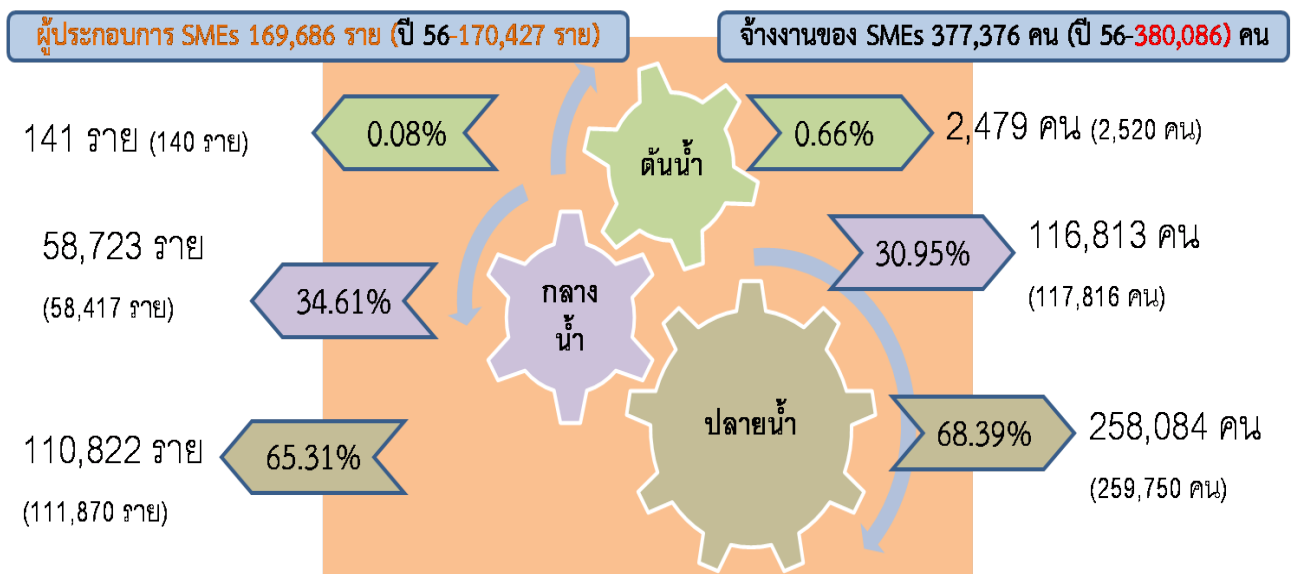 ผู้ประกอบการ SMEs 169,686 ราย (ปี 56-170,427 ราย)
จ้างงานของ SMEs 377,376 คน (ปี 56-380,086) คน
141 ราย (140 ราย)
0.08%
ต้นน้ำ
0.66%
2,479 คน (2,520 คน)
58,723 ราย
(58,417 ราย)
34.61%
กลาง
น้ำ
30.95%
116,813 คน
(117,816 คน)
110,822 ราย
(111,870 ราย)
65.31%
ปลายน้ำ
68.39%
258,084 คน
(259,750 คน)